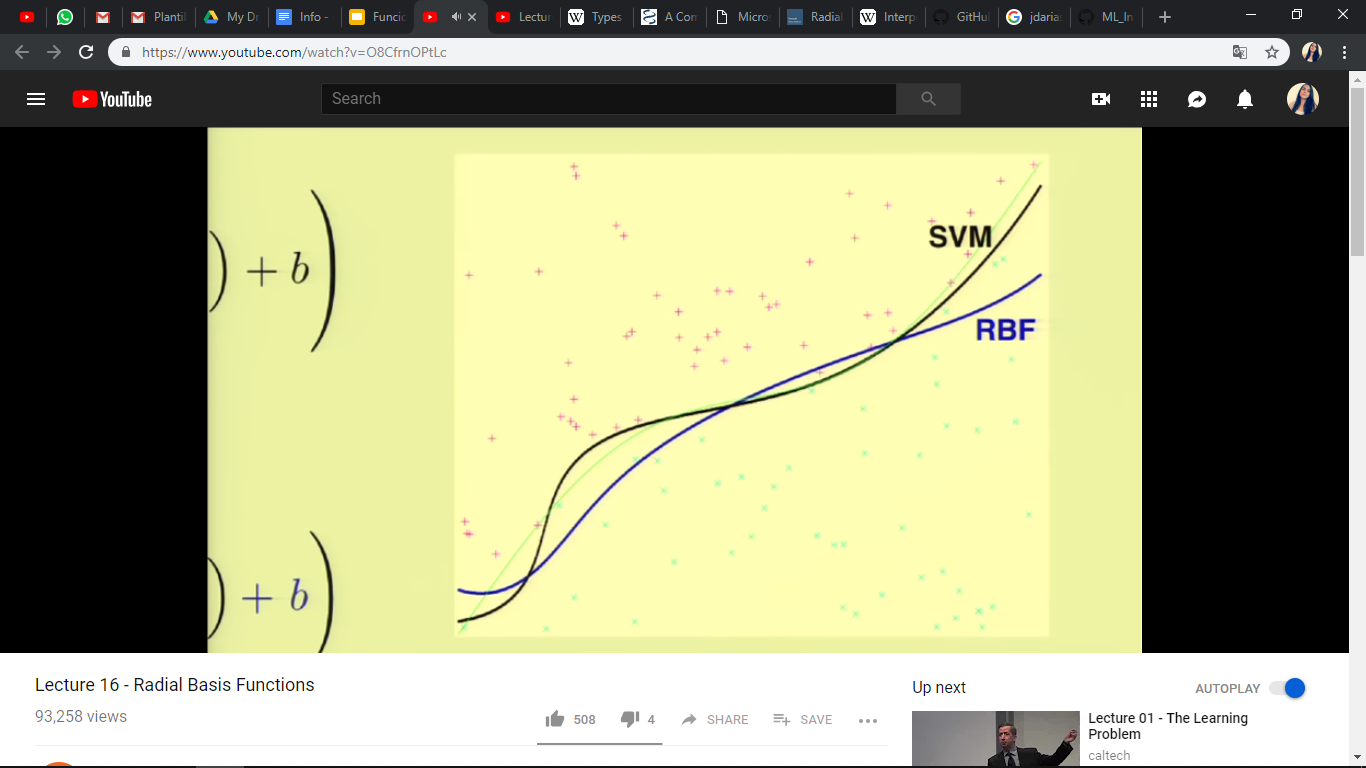 Plantil
My Dr
Info -
Funcio
Lectur
Types
A Con
Micro
Radial
Interp
GitHu
jdaria
ML_In
https://www.youtube.com/watch?v=O8CfrnOPtLc
YouTube
Search
) + b )
SVM
RBF
) + b )
Lecture 16 - Radial Basis Functions
93,258 views
508
4
SHARE
SAVE
Up next
AUTOPLAY
Lecture 01 - The Learning
Problem
caltech